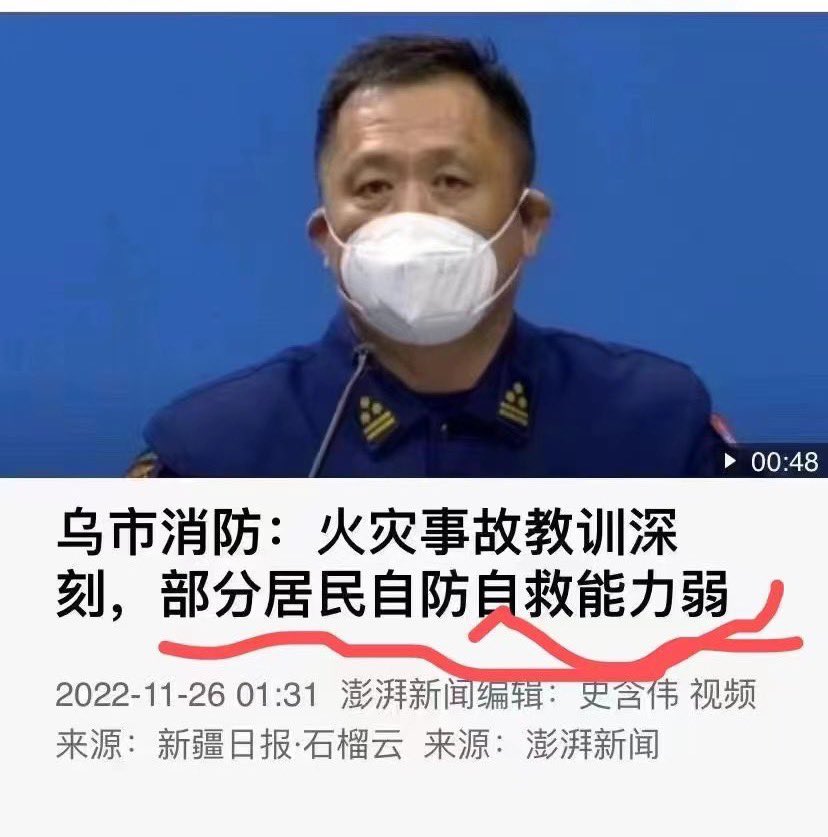 00:48
乌市消防：火灾事故教训深
刻，部分居民自防自救能力弱
2022-11-26 01:31 澎湃新闻编辑：史含伟 视频
来源：新疆日报·石榴云 来源：澎湃新闻